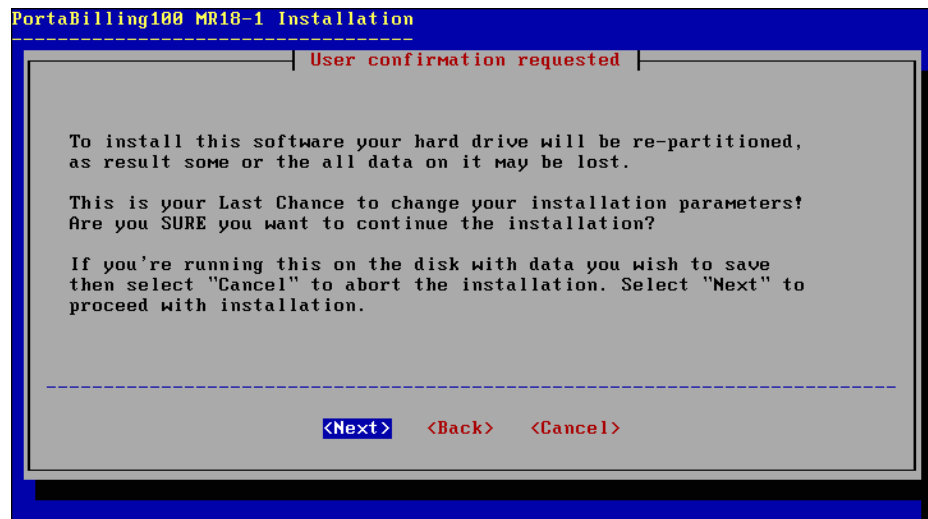 PortaBilling100 MR18-1 Installation
User confirmation requested
To install this software your hard drive will be re-partitioned,
as result some or the all data on it may be lost.
This is your Last Chance to change your installation parameters!
Are you SURE you want to continue the installation?
If you're running this on the disk with data you wish to save
then select "Cancel" to abort the installation. Select "Next" to
proceed with installation.
<Next> <Back> <Cancel>